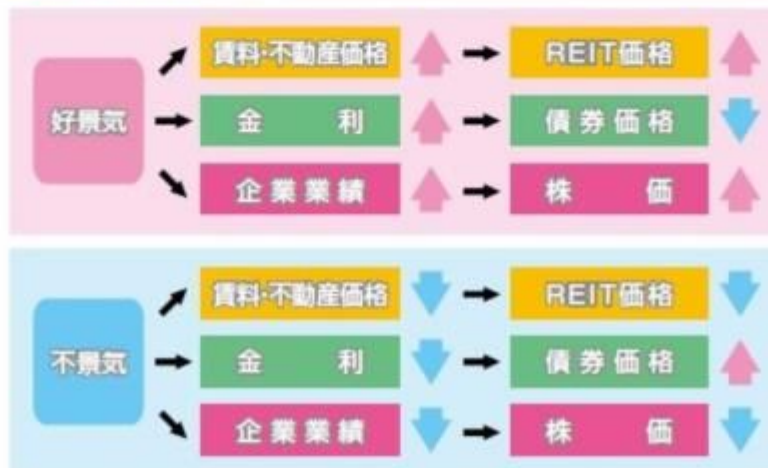 好景気
賃料・不動産価格
REIT価格
金利
債券価格
企業業績
株価
不景気
賃料・不動産価格
REIT価格
金利
債券価格
企業業績
株価